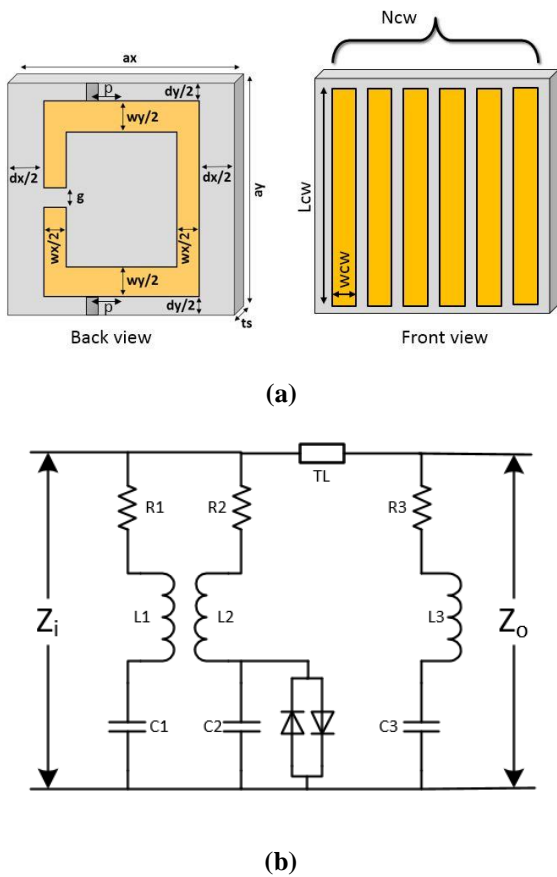 ax
Ncw
p
dy/2
wy/2
dx/2
dx/2
g
ay
wx/2
wx/2
wy/2
p
dy/2
ts
Lcw
wcw
Back view
Front view
(a)
TL
R1
R2
R3
Zi
L1
L2
L3
Zo
C1
C2
C3
(b)